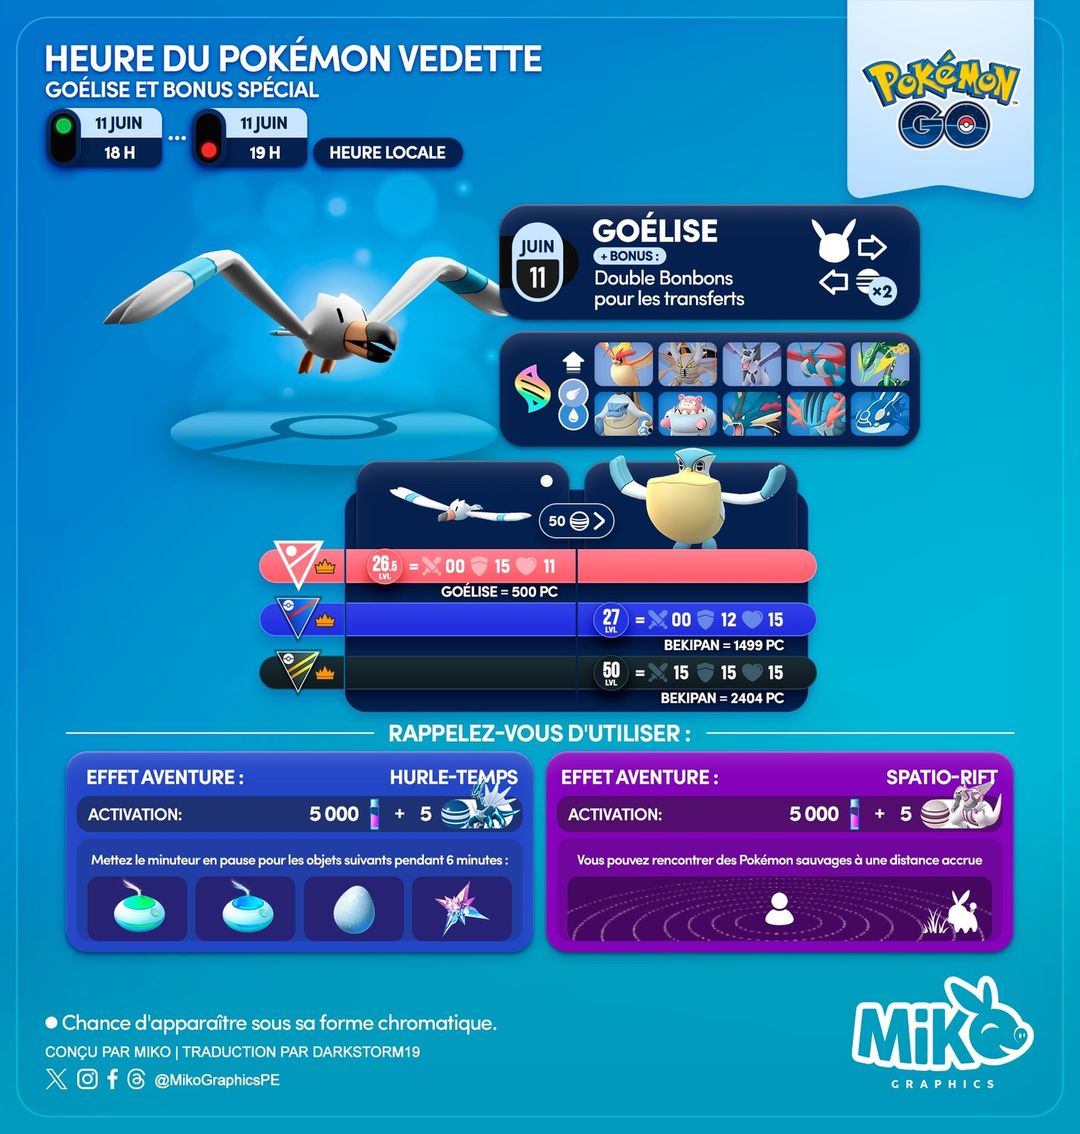 HEURE DU POKÉMON VEDETTE
GOÉLISE ET BONUS SPÉCIAL
11 JUIN ... 11 JUIN
18 H 19 H HEURE LOCALE
POKéMON GO™
JUIN
11
GOÉLISE
+ BONUS :
Double Bonbons
pour les transferts
×2
50
26.5 LVL = 00 15 11
GOÉLISE = 500 PC
27 LVL = 00 12 15
BEKIPAN = 1499 PC
50 LVL = 15 15 15
BEKIPAN = 2404 PC
RAPPELEZ-VOUS D'UTILISER :
EFFET AVENTURE : HURLE-TEMPS
ACTIVATION: 5 000 + 5
Mettez le minuteur en pause pour les objets suivants pendant 6 minutes :
EFFET AVENTURE : SPATIO-RIFT
ACTIVATION: 5 000 + 5
Vous pouvez rencontrer des Pokémon sauvages à une distance accrue
Chance d'apparaître sous sa forme chromatique.
CONÇU PAR MIKO | TRADUCTION PAR DARKSTORM19
@MikoGraphicsPE
MiKO
GRAPHICS